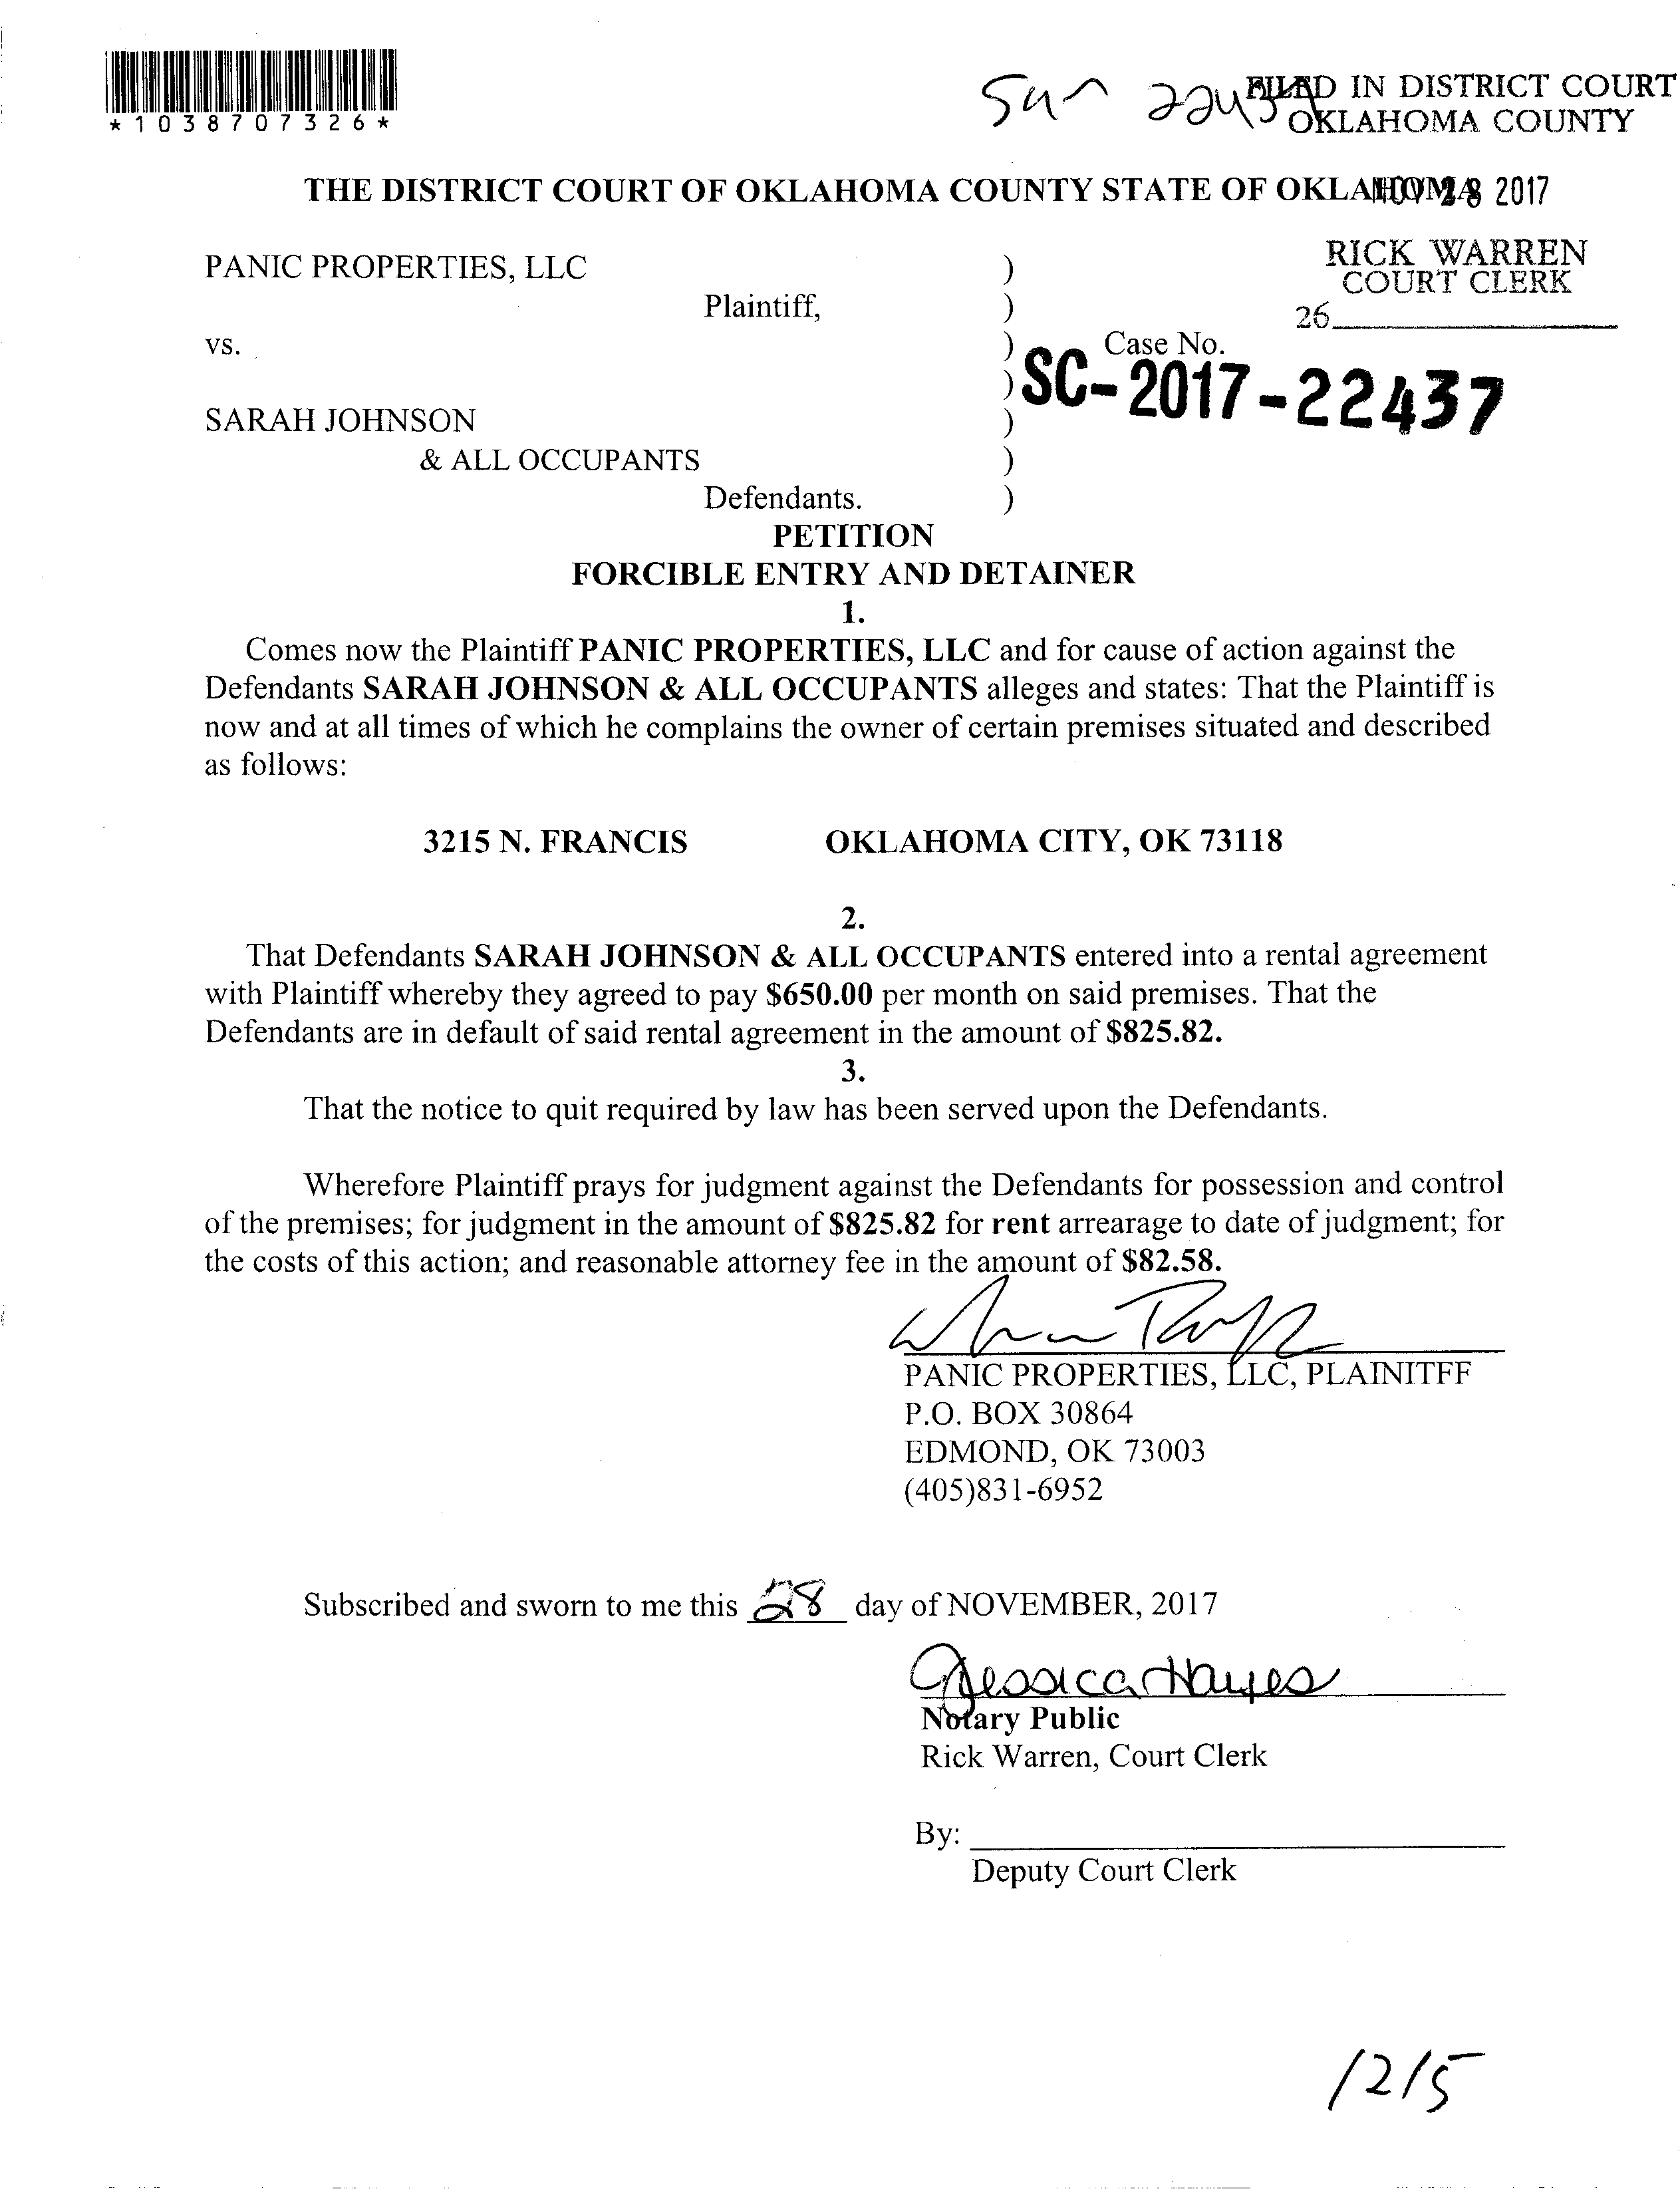 *1038707326*
FILED IN DISTRICT COURT
OKLAHOMA COUNTY
THE DISTRICT COURT OF OKLAHOMA COUNTY STATE OF OKLAHOMA
NOV 28 2017
RICK WARREN
COURT CLERK
26
PANIC PROPERTIES, LLC )
Plaintiff, )
vs. ) Case No.
) SC-2017-22437
SARAH JOHNSON )
& ALL OCCUPANTS )
Defendants. )
PETITION
FORCIBLE ENTRY AND DETAINER
1.
Comes now the Plaintiff PANIC PROPERTIES, LLC and for cause of action against the
Defendants SARAH JOHNSON & ALL OCCUPANTS alleges and states: That the Plaintiff is
now and at all times of which he complains the owner of certain premises situated and described
as follows:
3215 N. FRANCIS OKLAHOMA CITY, OK 73118
2.
That Defendants SARAH JOHNSON & ALL OCCUPANTS entered into a rental agreement
with Plaintiff whereby they agreed to pay $650.00 per month on said premises. That the
Defendants are in default of said rental agreement in the amount of $825.82.
3.
That the notice to quit required by law has been served upon the Defendants.
Wherefore Plaintiff prays for judgment against the Defendants for possession and control
of the premises; for judgment in the amount of $825.82 for rent arrearage to date of judgment; for
the costs of this action; and reasonable attorney fee in the amount of $82.58.
PANIC PROPERTIES, LLC, PLAINITFF
P.O. BOX 30864
EDMOND, OK 73003
(405)831-6952
Subscribed and sworn to me this 28 day of NOVEMBER, 2017
Jessica Hayes
Notary Public
Rick Warren, Court Clerk
By:
Deputy Court Clerk
12/5